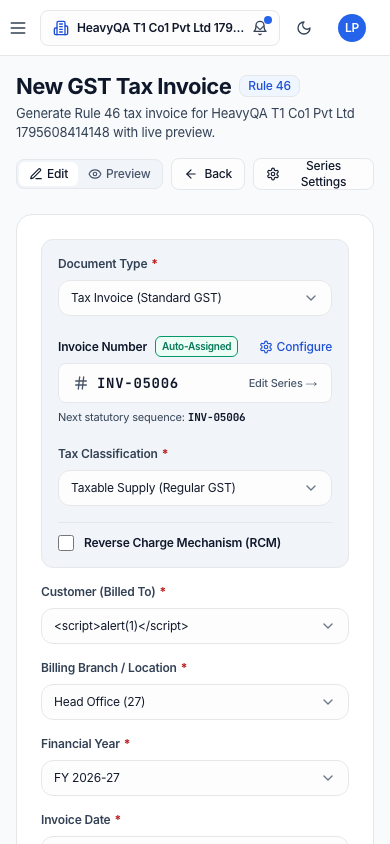 HeavyQA T1 Co1 Pvt Ltd 179...
LP
New GST Tax Invoice
Rule 46
Generate Rule 46 tax invoice for HeavyQA T1 Co1 Pvt Ltd
1795608414148 with live preview.
Edit
Preview
Back
Series
Settings
Document Type *
Tax Invoice (Standard GST)
Invoice Number
Auto-Assigned
Configure
# INV-05006
Edit Series →
Next statutory sequence: INV-05006
Tax Classification *
Taxable Supply (Regular GST)
Reverse Charge Mechanism (RCM)
Customer (Billed To) *
<script>alert(1)</script>
Billing Branch / Location *
Head Office (27)
Financial Year *
FY 2026-27
Invoice Date *